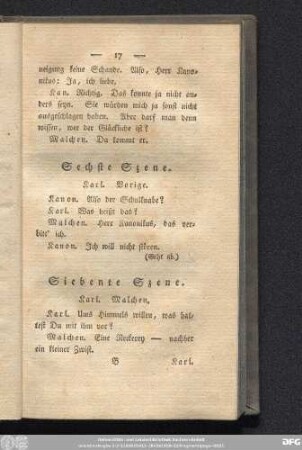 — 17 —
neigung keine Schande. Also, Herr Kano-
nikus: Ja, ich liebe.
Kan. Richtig. Das konnte ja nicht an-
ders seyn. Sie würden mich ja sonst nicht
ausgeschlagen haben. Aber darf man denn
wissen, wer der Glückliche ist?
Malchen. Da kommt er.
Sechste Szene.
Karl. Vorige.
Kanon. Also der Schulknabe?
Karl. Was heißt das?
Malchen. Herr Kanonikus, das ver-
bitt' ich.
Kanon. Ich will nicht stören.
(Geht ab.)
Siebente Szene.
Karl. Malchen.
Karl. Ums Himmels willen, was hat-
test Du mit ihm vor?
Malchen. Eine Neckerey — nachher
ein kleiner Zwist.
B Karl.